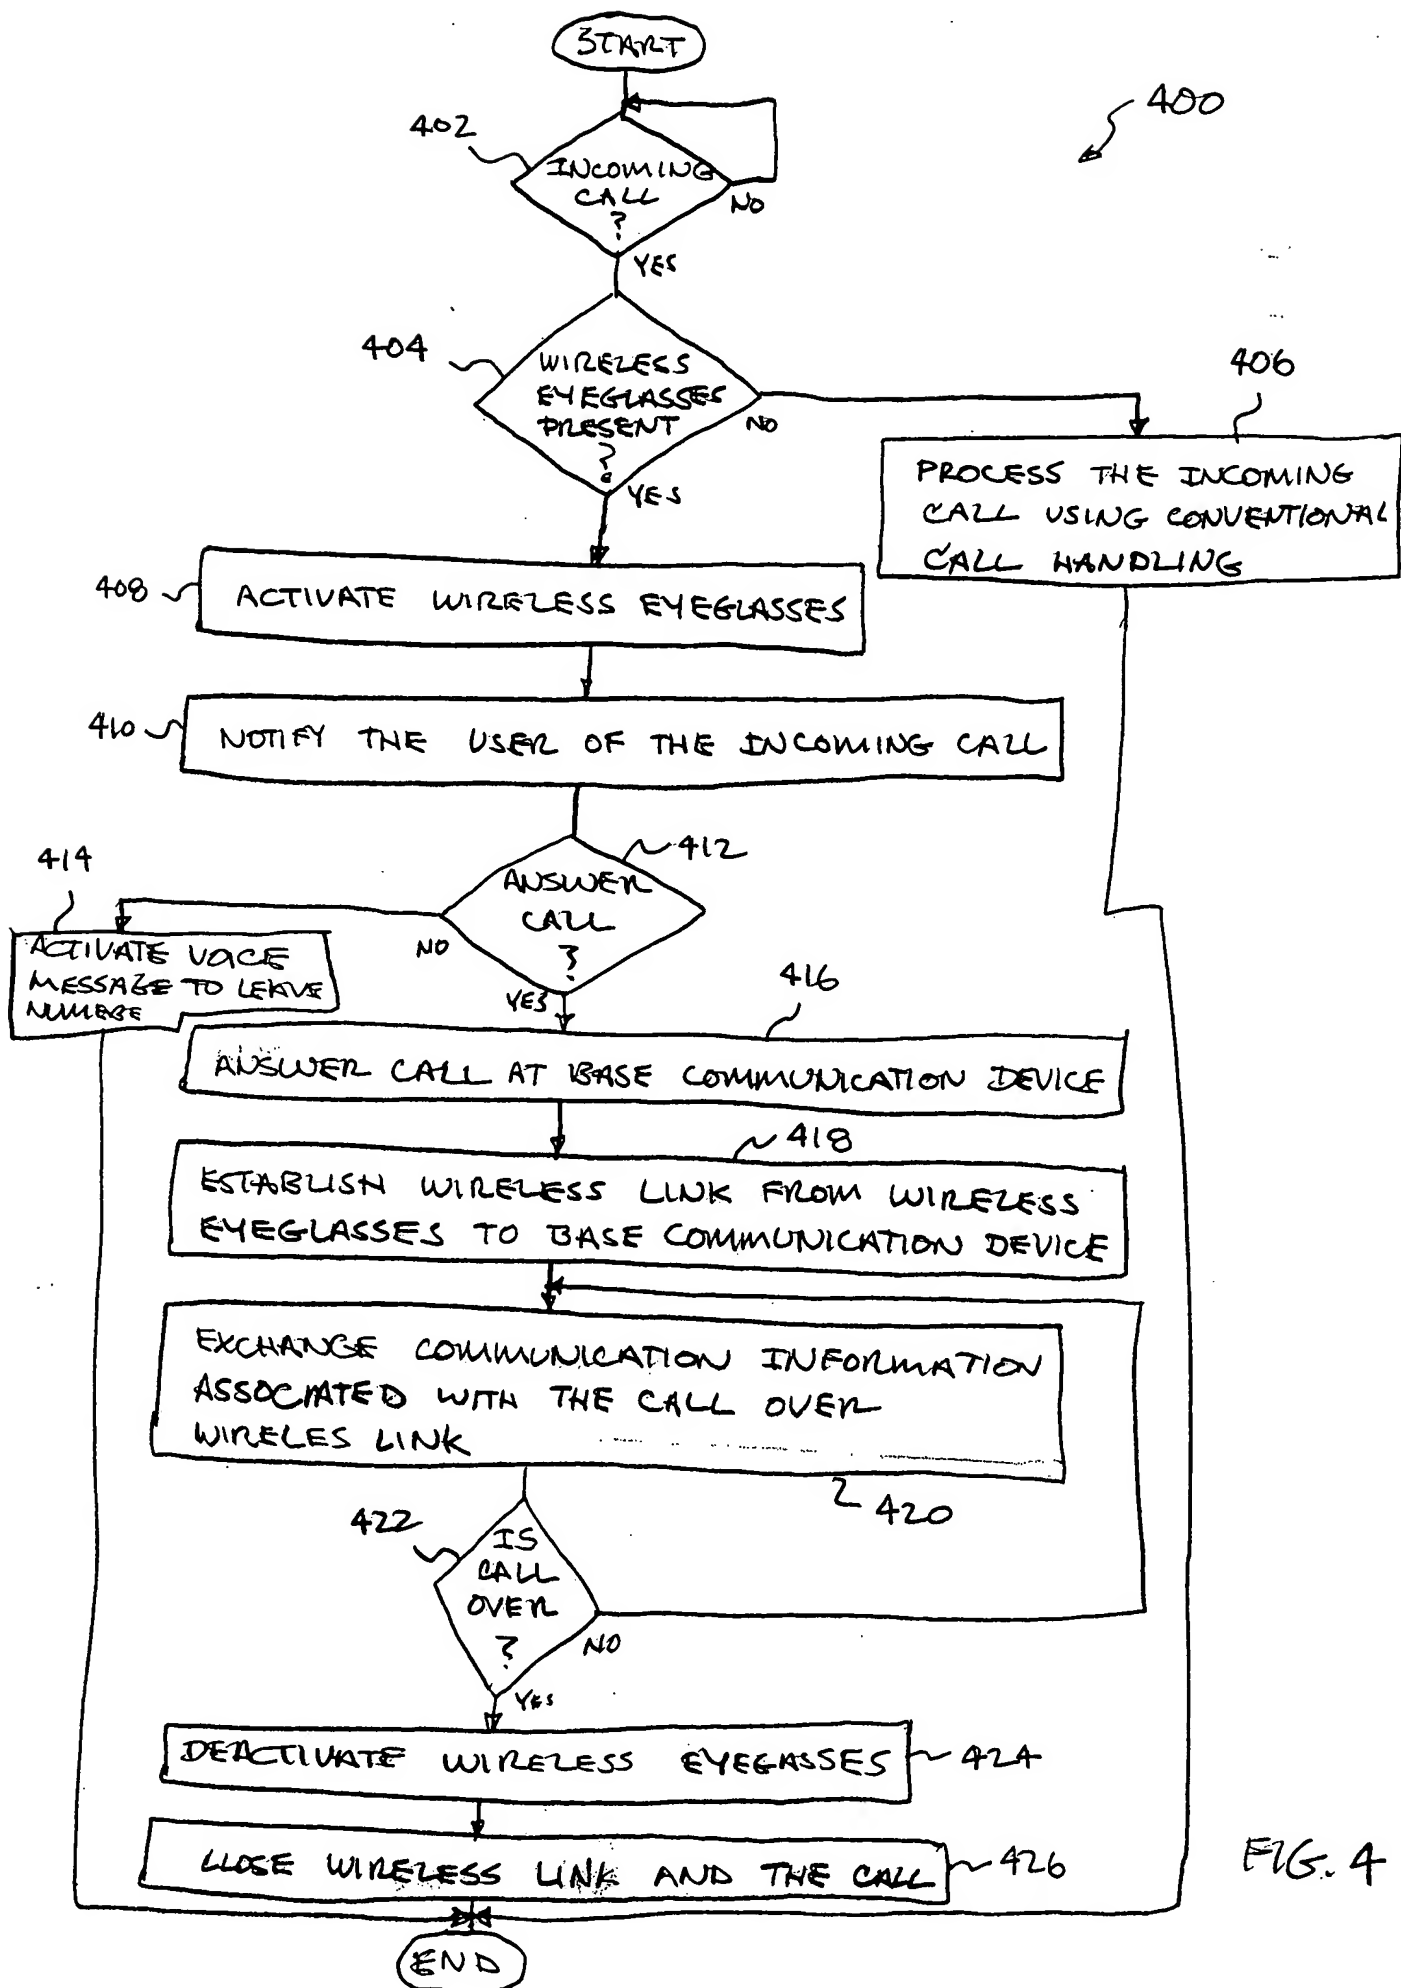 START
400
402
INCOMING
CALL
?
NO
YES
404
WIRELESS
EYEGLASSES
PRESENT
?
NO
YES
406
PROCESS THE INCOMING
CALL USING CONVENTIONAL
CALL HANDLING
408
ACTIVATE WIRELESS EYEGLASSES
410
NOTIFY THE USER OF THE INCOMING CALL
412
ANSWER
CALL
?
NO
YES
414
ACTIVATE VOICE
MESSAGE TO LEAVE
NUMBER
416
ANSWER CALL AT BASE COMMUNICATION DEVICE
418
ESTABLISH WIRELESS LINK FROM WIRELESS
EYEGLASSES TO BASE COMMUNICATION DEVICE
EXCHANGE COMMUNICATION INFORMATION
ASSOCIATED WITH THE CALL OVER
WIRELES LINK
420
422
IS
CALL
OVER
?
NO
YES
DEACTIVATE WIRELESS EYEGASSES
424
CLOSE WIRELESS LINK AND THE CALL
426
END
FIG. 4